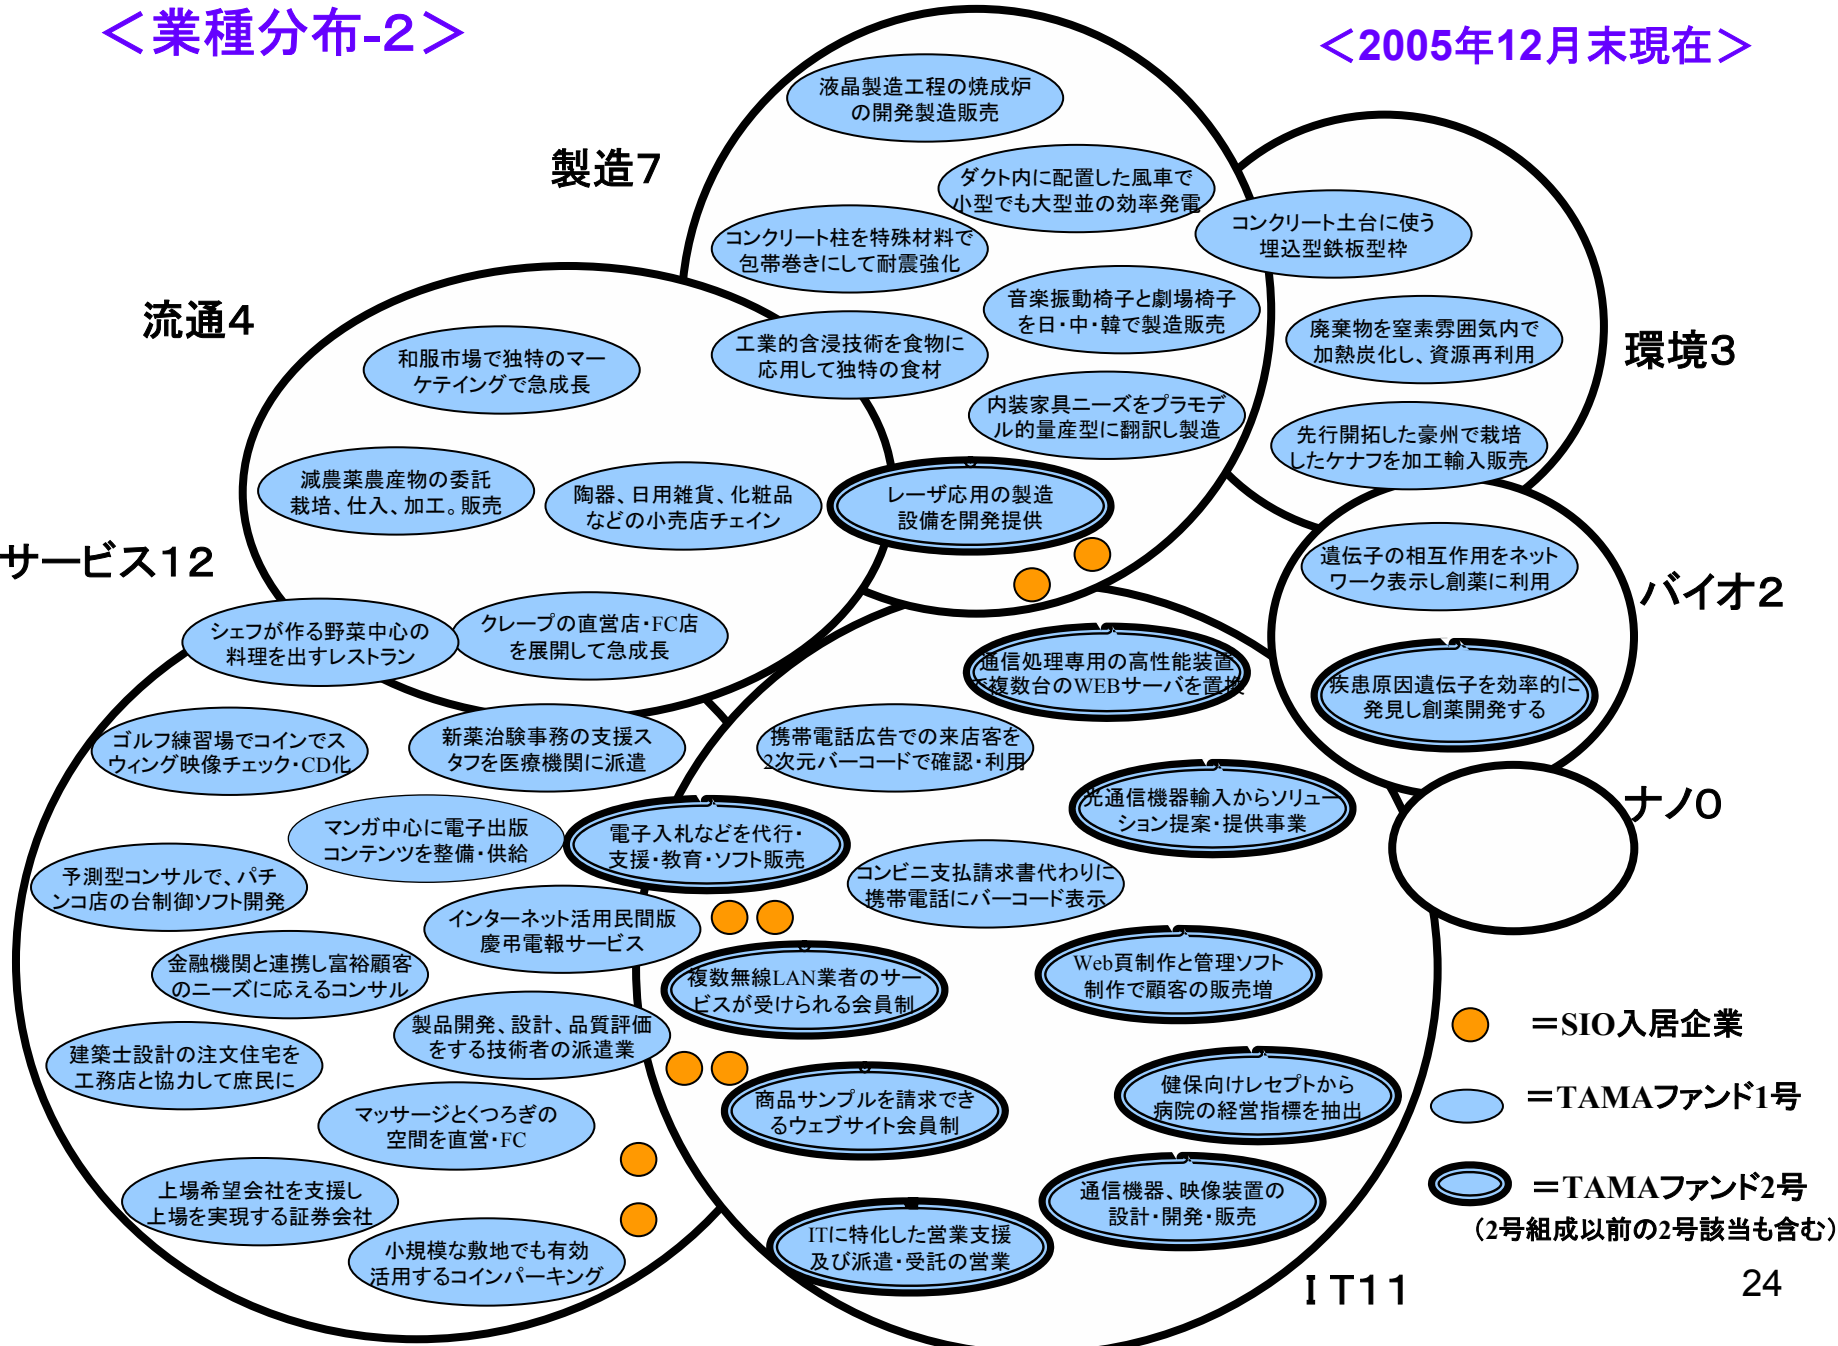 ＜業種分布-2＞
＜2005年12月末現在＞
製造7
液晶製造工程の焼成炉
の開発製造販売
ダクト内に配置した風車で
小型でも大型並の効率発電
コンクリート柱を特殊材料で
包帯巻きにして耐震強化
音楽振動椅子と劇場椅子
を日・中・韓で製造販売
工業的含浸技術を食物に
応用して独特の食材
内装家具ニーズをプラモデ
ル的量産型に翻訳し製造
レーザ応用の製造
設備を開発提供
環境3
コンクリート土台に使う
埋込型鉄板型枠
廃棄物を窒素雰囲気内で
加熱炭化し、資源再利用
先行開拓した豪州で栽培
したケナフを加工輸入販売
流通4
和服市場で独特のマー
ケテイングで急成長
減農薬農産物の委託
栽培、仕入、加工。販売
陶器、日用雑貨、化粧品
などの小売店チェイン
クレープの直営店・FC店
を展開して急成長
バイオ2
遺伝子の相互作用をネット
ワーク表示し創薬に利用
疾患原因遺伝子を効率的に
発見し創薬開発する
ナノ0
サービス12
シェフが作る野菜中心の
料理を出すレストラン
ゴルフ練習場でコインでス
ウィング映像チェック・CD化
新薬治験事務の支援ス
タフを医療機関に派遣
マンガ中心に電子出版
コンテンツを整備・供給
予測型コンサルで、パチ
ンコ店の台制御ソフト開発
インターネット活用民間版
慶弔電報サービス
金融機関と連携し富裕顧客
のニーズに応えるコンサル
製品開発、設計、品質評価
をする技術者の派遣業
建築士設計の注文住宅を
工務店と協力して庶民に
マッサージとくつろぎの
空間を直営・FC
上場希望会社を支援し
上場を実現する証券会社
小規模な敷地でも有効
活用するコインパーキング
通信処理専用の高性能装置
で複数台のWEBサーバを置換
携帯電話広告での来店客を
2次元バーコードで確認・利用
光通信機器輸入からソリュー
ション提案・提供事業
電子入札などを代行・
支援・教育・ソフト販売
コンビニ支払請求書代わりに
携帯電話にバーコード表示
複数無線LAN業者のサー
ビスが受けられる会員制
Web頁制作と管理ソフト
制作で顧客の販売増
商品サンプルを請求でき
るウェブサイト会員制
健保向けレセプトから
病院の経営指標を抽出
通信機器、映像装置の
設計・開発・販売
ITに特化した営業支援
及び派遣・受託の営業
ＩＴ11
＝SIO入居企業
＝TAMAファンド1号
＝TAMAファンド2号
（2号組成以前の2号該当も含む）
24